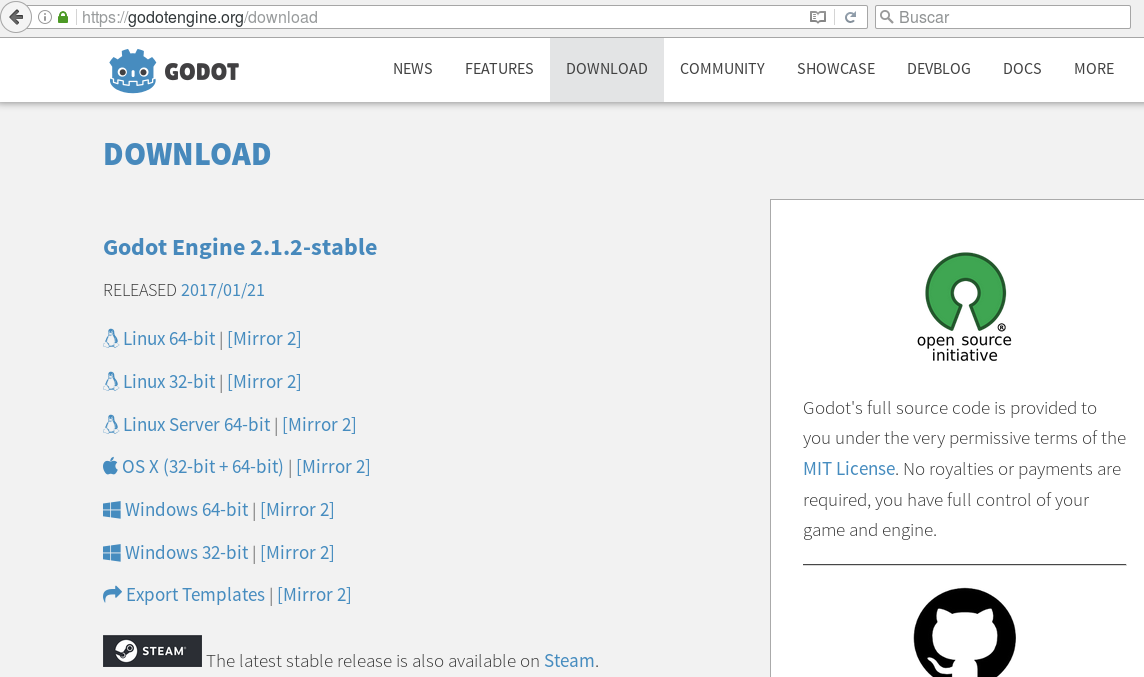 https://godotengine.org/download
Buscar
GODOT
NEWS FEATURES DOWNLOAD COMMUNITY SHOWCASE DEVBLOG DOCS MORE
DOWNLOAD
Godot Engine 2.1.2-stable
RELEASED 2017/01/21
Linux 64-bit | [Mirror 2]
Linux 32-bit | [Mirror 2]
Linux Server 64-bit | [Mirror 2]
OS X (32-bit + 64-bit) | [Mirror 2]
Windows 64-bit | [Mirror 2]
Windows 32-bit | [Mirror 2]
Export Templates | [Mirror 2]
STEAM The latest stable release is also available on Steam.
open source
initiative®
Godot's full source code is provided to
you under the very permissive terms of the
MIT License. No royalties or payments are
required, you have full control of your
game and engine.